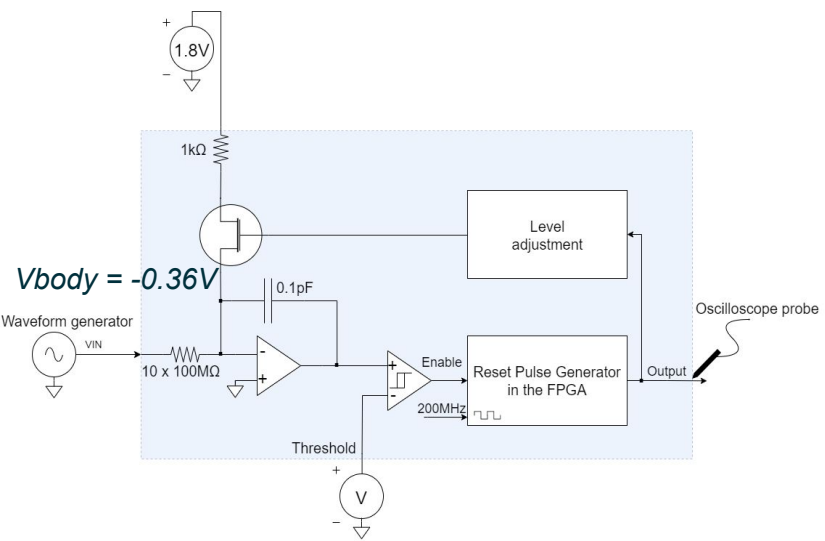 +
1.8V
−
1kΩ
Level
adjustment
Vbody = -0.36V
0.1pF
Oscilloscope probe
Waveform generator
VIN
10 x 100MΩ
-
+
+
-
Enable
Reset Pulse Generator
in the FPGA
Output
200MHz
Threshold
+
V
−